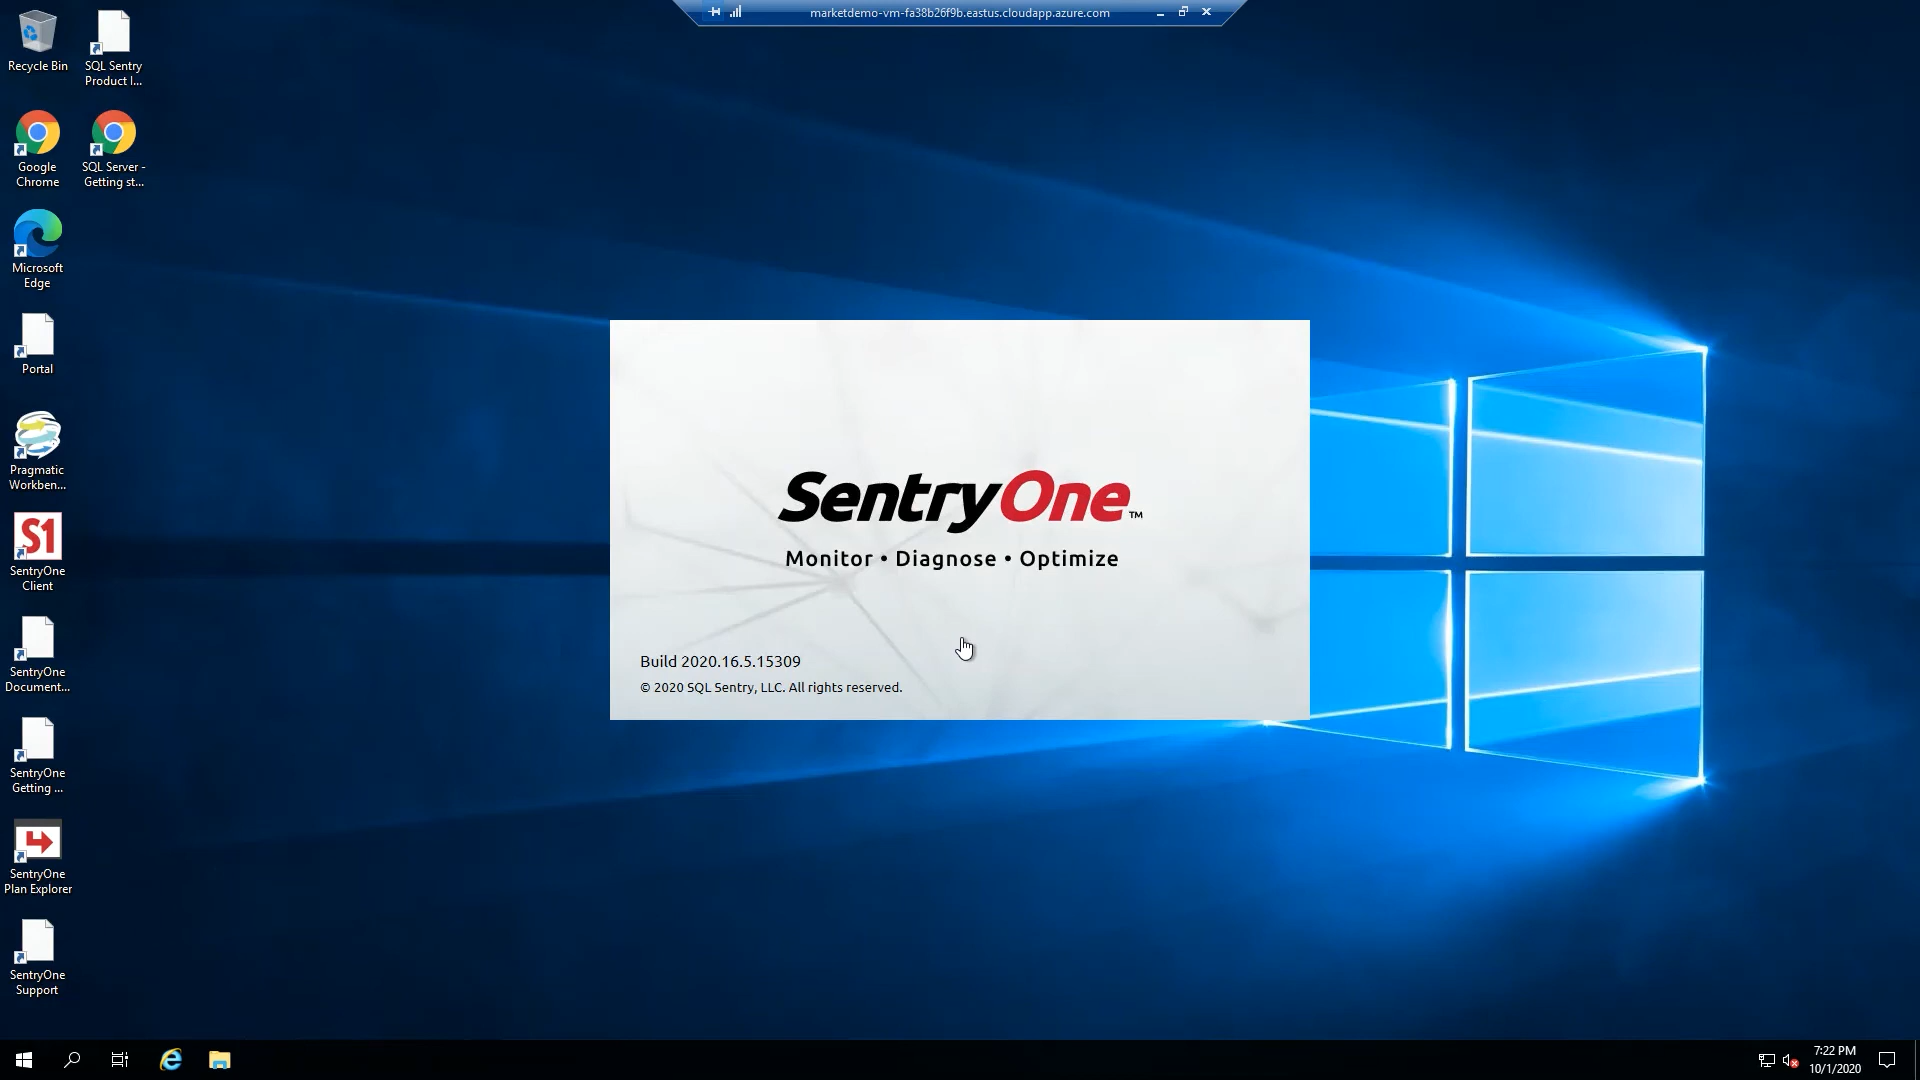 marketdemo-vm-fa38b26f9b.eastus.cloudapp.azure.com
Recycle Bin
SQL Sentry
Product I...
Google
Chrome
SQL Server -
Getting st...
Microsoft
Edge
Portal
Pragmatic
Workben...
S1
SentryOne
Client
SentryOne
Document...
SentryOne
Getting ...
SentryOne
Plan Explorer
SentryOne
Support
SentryOne™
Monitor • Diagnose • Optimize
Build 2020.16.5.15309
© 2020 SQL Sentry, LLC. All rights reserved.
7:22 PM
10/1/2020